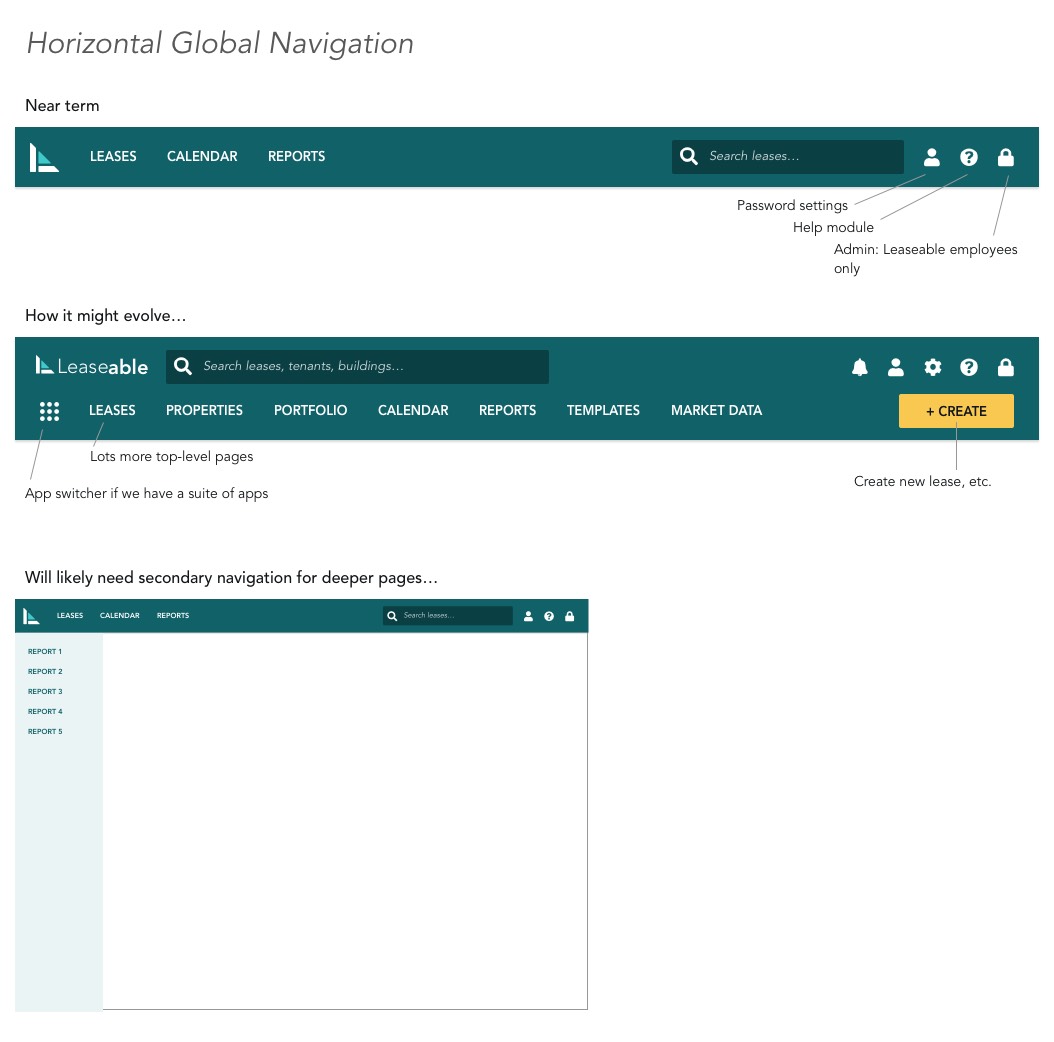 Horizontal Global Navigation
Near term
LEASES CALENDAR REPORTS Search leases…
Password settings
Help module
Admin: Leaseable employees
only
How it might evolve…
Leaseable Search leases, tenants, buildings…
LEASES PROPERTIES PORTFOLIO CALENDAR REPORTS TEMPLATES MARKET DATA + CREATE
Lots more top-level pages
Create new lease, etc.
App switcher if we have a suite of apps
Will likely need secondary navigation for deeper pages…
LEASES CALENDAR REPORTS Search leases…
REPORT 1
REPORT 2
REPORT 3
REPORT 4
REPORT 5